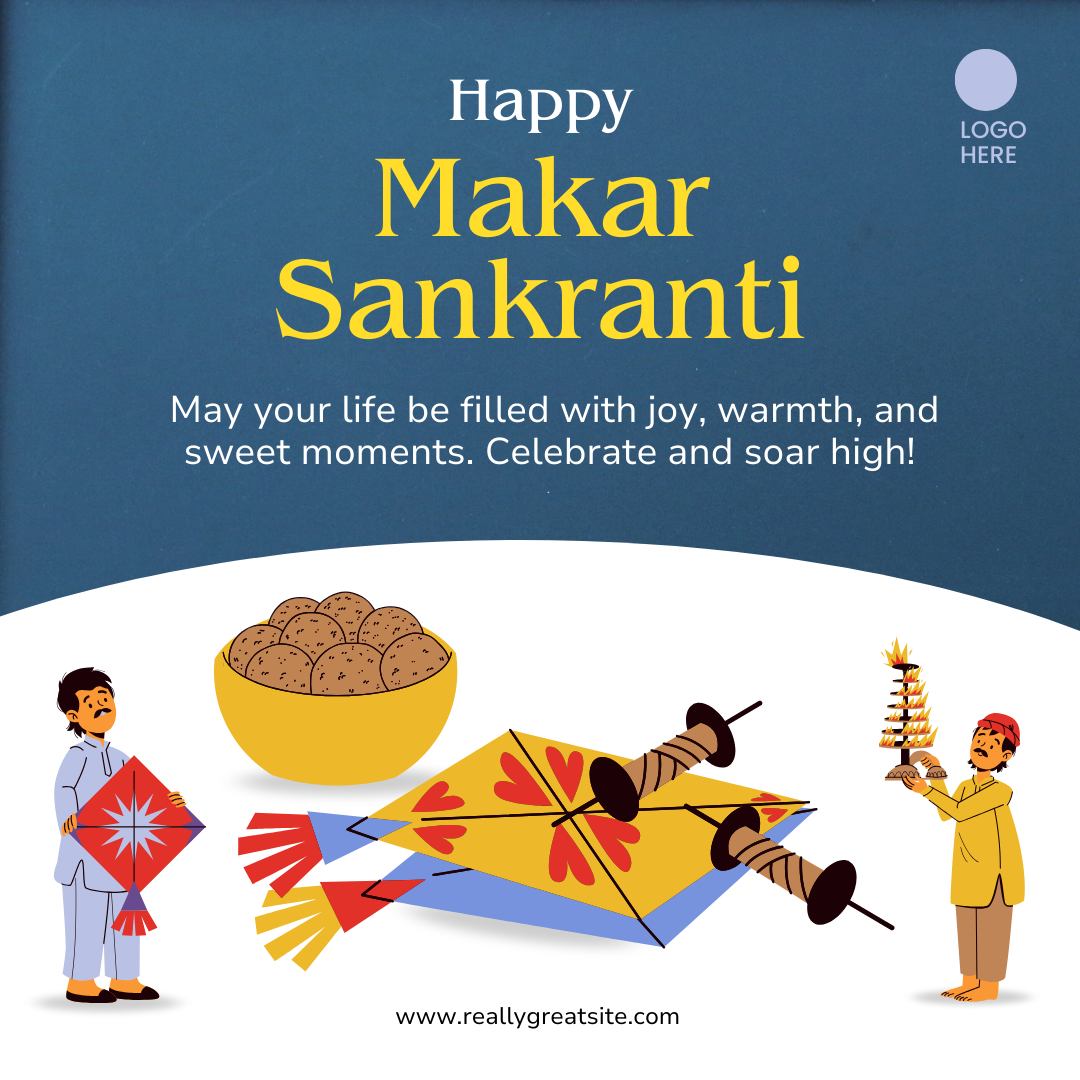 Happy
Makar
Sankranti
LOGO
HERE
May your life be filled with joy, warmth, and
sweet moments. Celebrate and soar high!
www.reallygreatsite.com